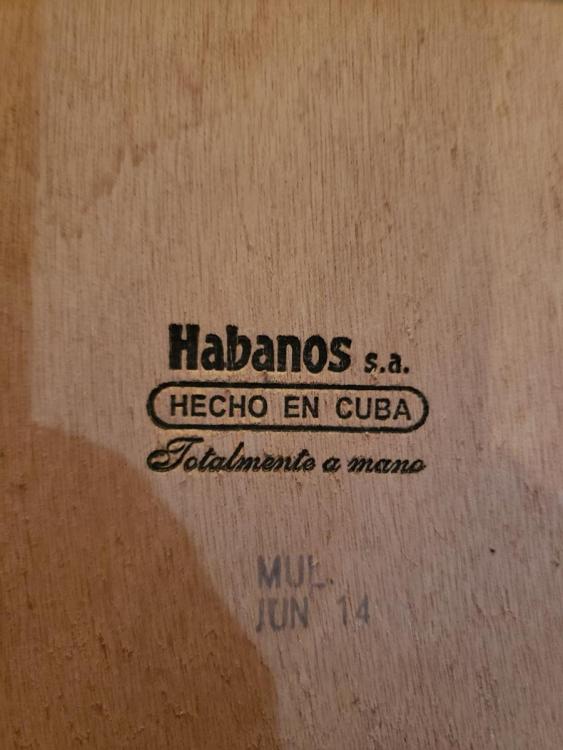 Habanos s.a.
HECHO EN CUBA
Totalmente a mano
MUL
JUN 14